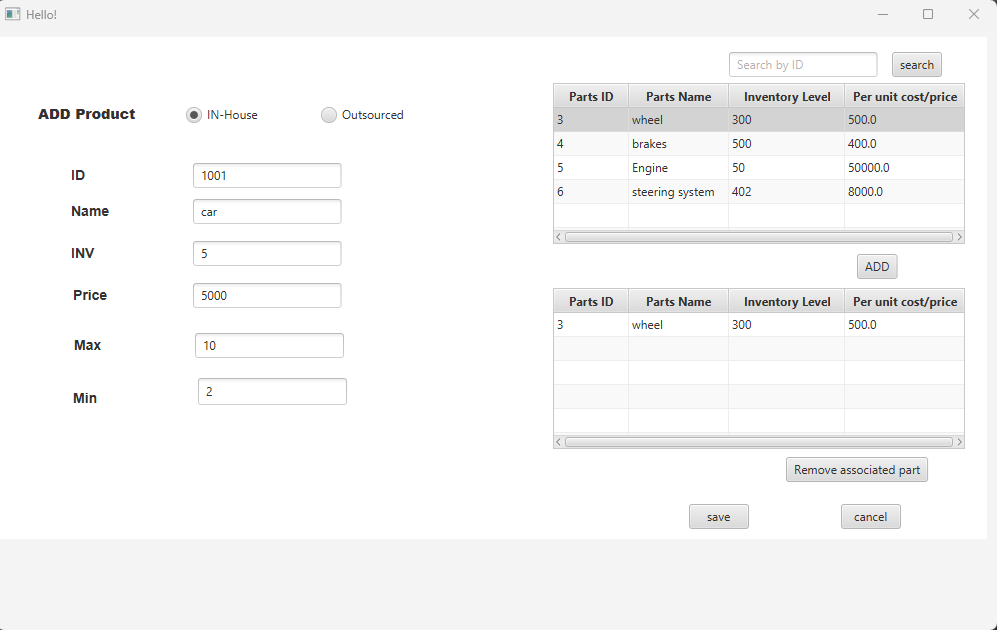 Hello!
Search by ID
search
ADD Product
IN-House
Outsourced
ID
1001
Name
car
INV
5
Price
5000
Max
10
Min
2
Parts ID Parts Name Inventory Level Per unit cost/price
3 wheel 300 500.0
4 brakes 500 400.0
5 Engine 50 50000.0
6 steering system 402 8000.0
ADD
Parts ID Parts Name Inventory Level Per unit cost/price
3 wheel 300 500.0
Remove associated part
save
cancel